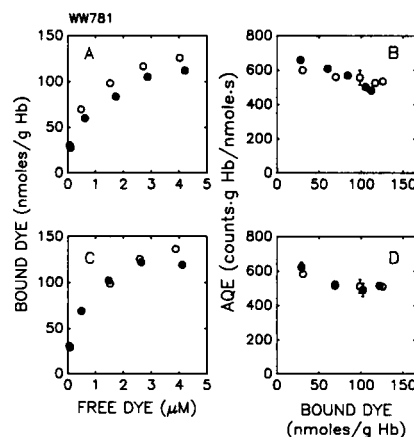 WW781
A
B
C
D
150
100
50
0
0 1 2 3 4 5
800
600
400
200
0
0 50 100 150
150
100
50
0
0 1 2 3 4 5
800
600
400
200
0
0 50 100 150
BOUND DYE (nmoles/g Hb)
FREE DYE (μM)
AQE (counts·g Hb/nmole·s)
BOUND DYE
(nmoles/g Hb)